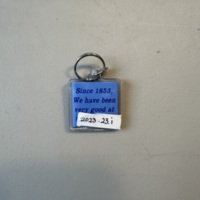 Since 1853,
We have been
very good at
2023.23.1